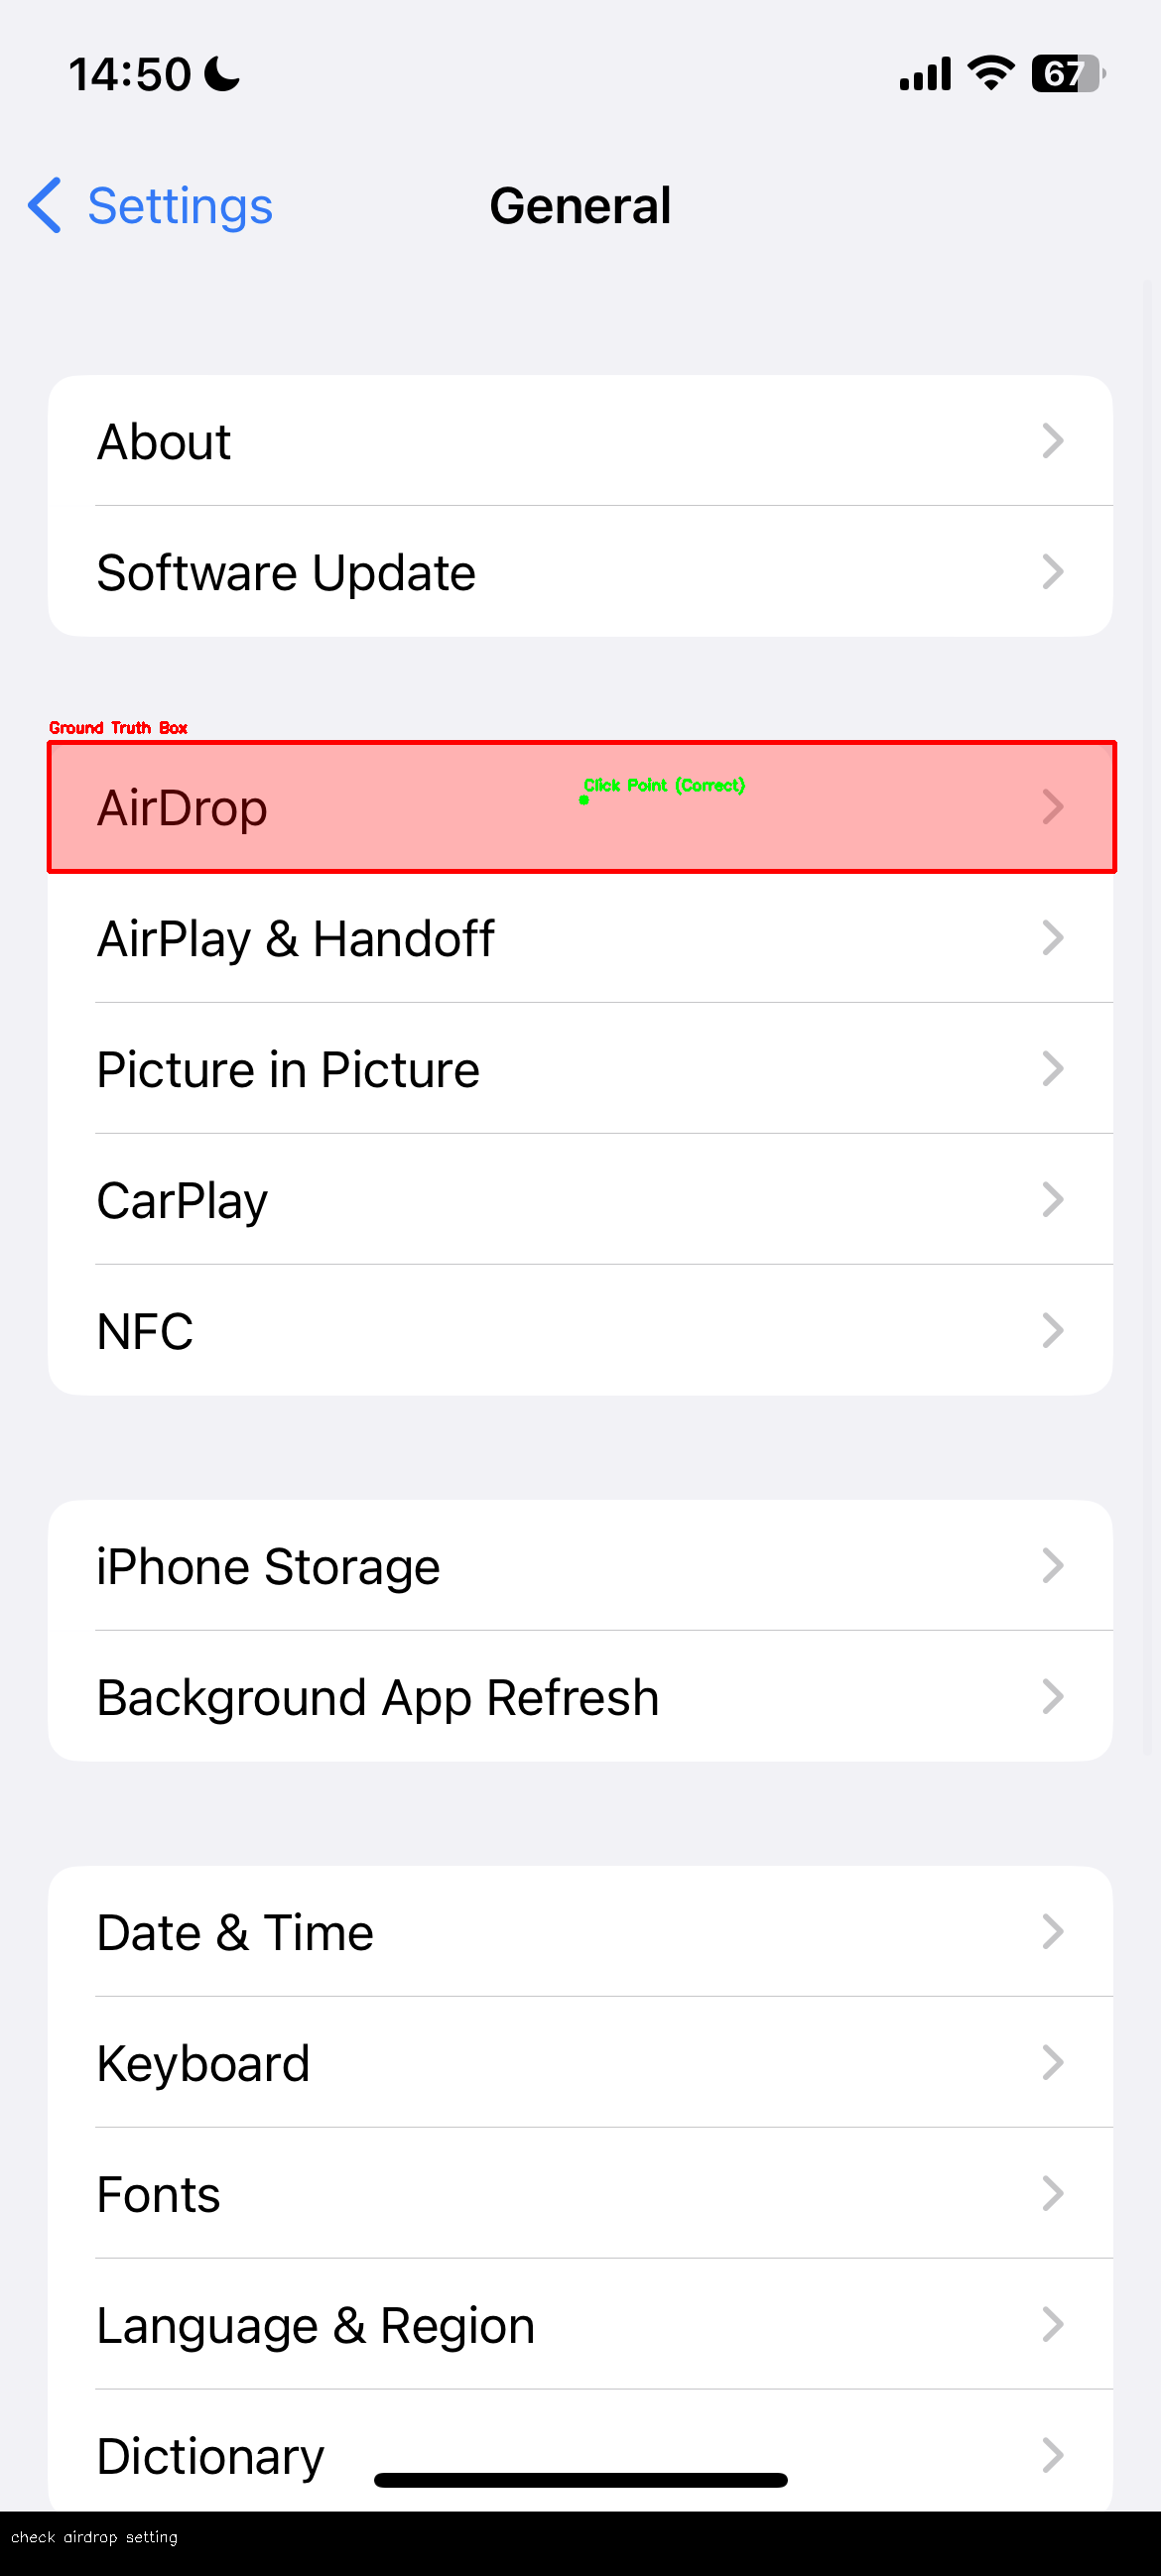 14:50
67
Settings
General
About
Software Update
Ground Truth Box
AirDrop
Click Point (Correct)
AirPlay & Handoff
Picture in Picture
CarPlay
NFC
iPhone Storage
Background App Refresh
Date & Time
Keyboard
Fonts
Language & Region
Dictionary
check airdrop setting